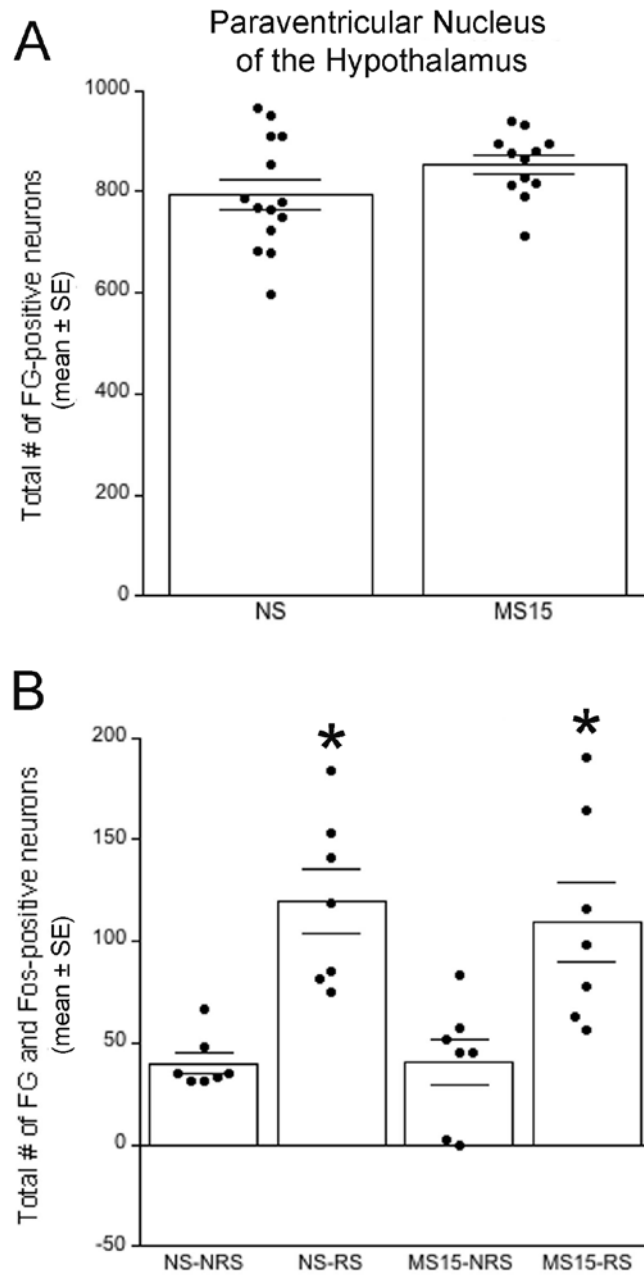 A
Paraventricular Nucleus
of the Hypothalamus
Total # of FG-positive neurons
(mean ± SE)
1000
800
600
400
200
0
NS
MS15
B
Total # of FG and Fos-positive neurons
(mean ± SE)
200
150
100
50
0
-50
*
*
NS-NRS
NS-RS
MS15-NRS
MS15-RS